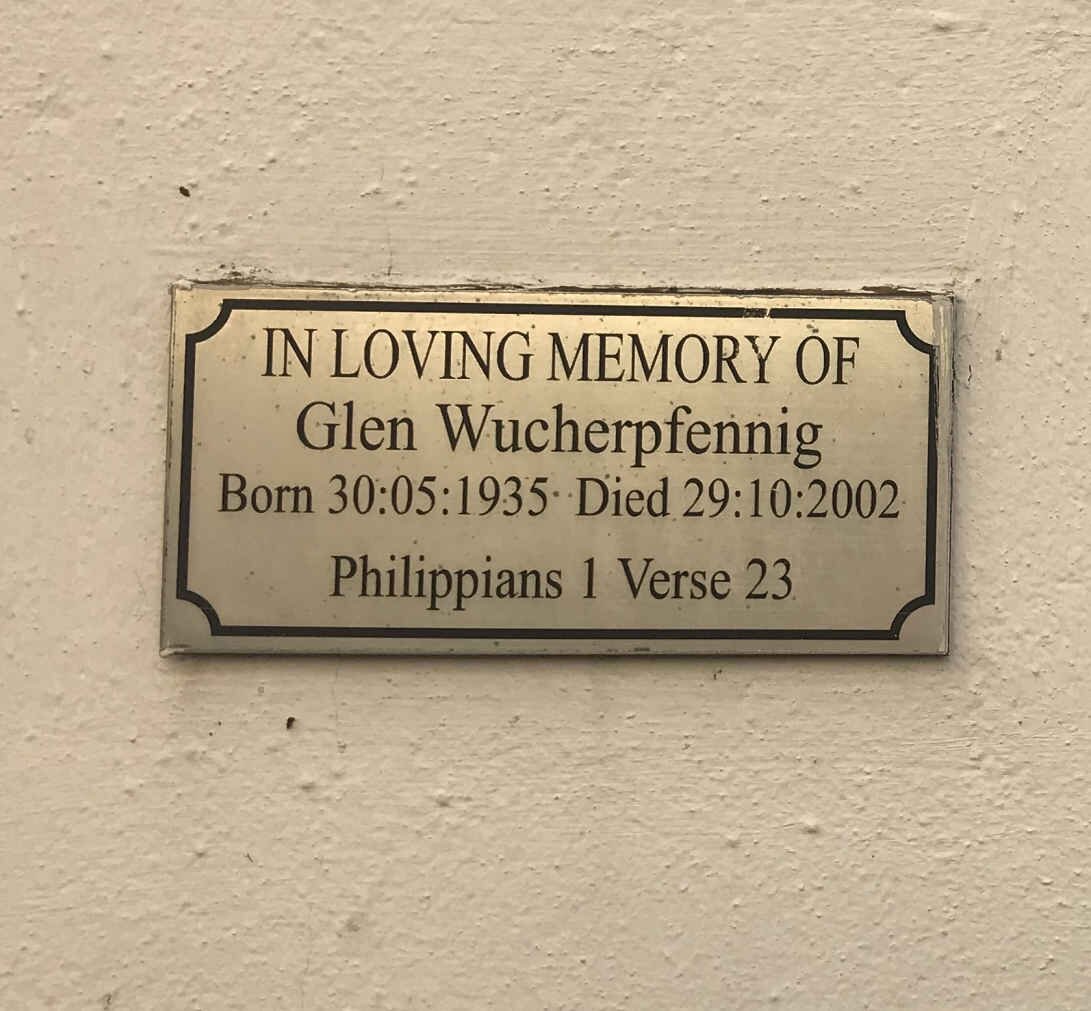 IN LOVING MEMORY OF
Glen Wucherpfennig
Born 30:05:1935 Died 29:10:2002
Philippians 1 Verse 23